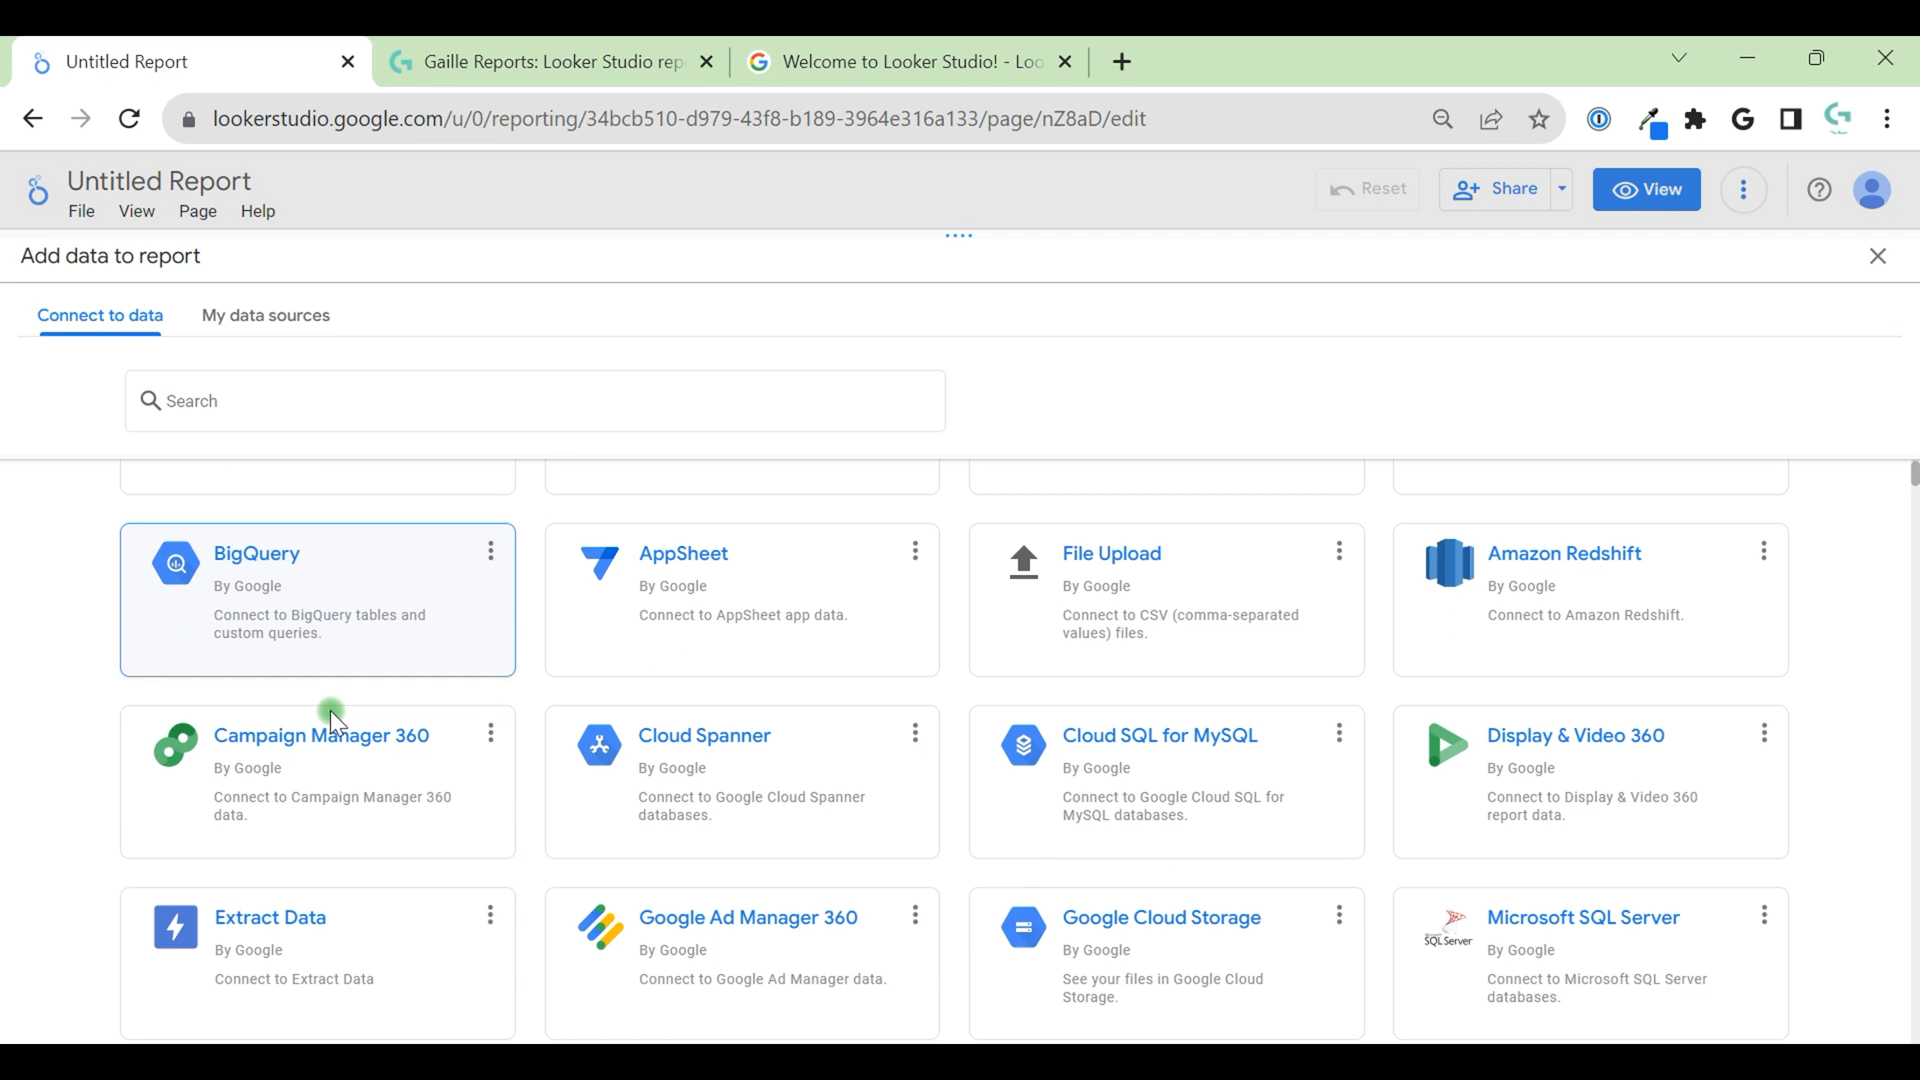 Untitled Report
Gaille Reports: Looker Studio rep
Welcome to Looker Studio! - Loo
lookerstudio.google.com/u/0/reporting/34bcb510-d979-43f8-b189-3964e316a133/page/nZ8aD/edit
Untitled Report
File View Page Help
Reset
Share
View
Add data to report
Connect to data
My data sources
Search
BigQuery
By Google
Connect to BigQuery tables and
custom queries.
AppSheet
By Google
Connect to AppSheet app data.
File Upload
By Google
Connect to CSV (comma-separated
values) files.
Amazon Redshift
By Google
Connect to Amazon Redshift.
Campaign Manager 360
By Google
Connect to Campaign Manager 360
data.
Cloud Spanner
By Google
Connect to Google Cloud Spanner
databases.
Cloud SQL for MySQL
By Google
Connect to Google Cloud SQL for
MySQL databases.
Display & Video 360
By Google
Connect to Display & Video 360
report data.
Extract Data
By Google
Connect to Extract Data
Google Ad Manager 360
By Google
Connect to Google Ad Manager data.
Google Cloud Storage
By Google
See your files in Google Cloud
Storage.
SQL Server
Microsoft SQL Server
By Google
Connect to Microsoft SQL Server
databases.